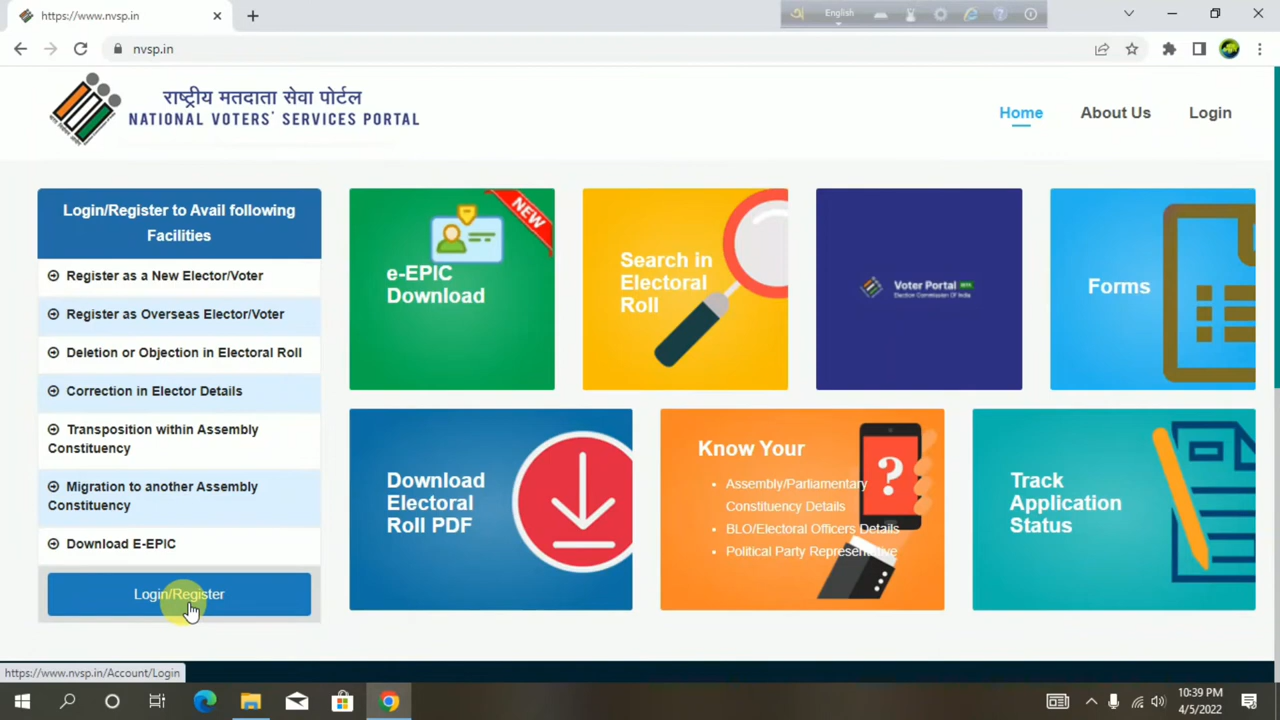 https://www.nvsp.in
English
nvsp.in
राष्ट्रीय मतदाता सेवा पोर्टल
NATIONAL VOTERS' SERVICES PORTAL
Home
About Us
Login
Login/Register to Avail following
Facilities
Register as a New Elector/Voter
Register as Overseas Elector/Voter
Deletion or Objection in Electoral Roll
Correction in Elector Details
Transposition within Assembly
Constituency
Migration to another Assembly
Constituency
Download E-EPIC
Login/Register
e-EPIC
Download
NEW
Search in
Electoral
Roll
Voter Portal
Election Commission Of India
Forms
Download
Electoral
Roll PDF
Know Your
Assembly/Parliamentary
Constituency Details
BLO/Electoral Officers Details
Political Party Representative
?
Track
Application
Status
https://www.nvsp.in/Account/Login
10:39 PM
4/5/2022